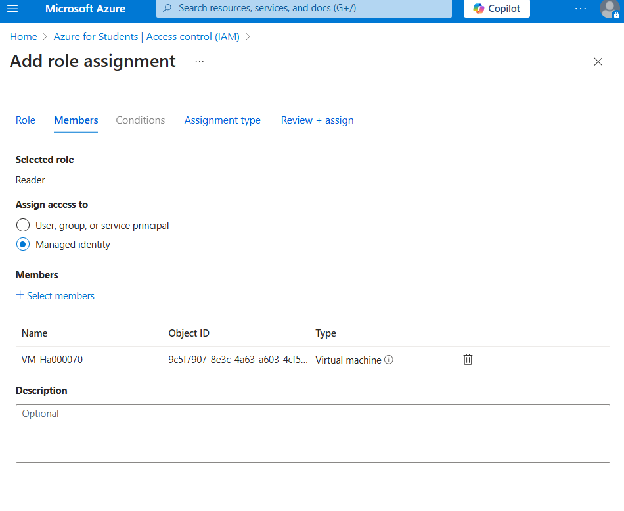 Microsoft Azure
Search resources, services, and docs (G+/)
Copilot
Home > Azure for Students | Access control (IAM) >
Add role assignment ...
Role Members Conditions Assignment type Review + assign
Selected role
Reader
Assign access to
User, group, or service principal
Managed identity
Members
+ Select members
Name Object ID Type
VM-Ha000070 9c5f7907-8e3c-4a63-a603-4cf5... Virtual machine
Description
Optional